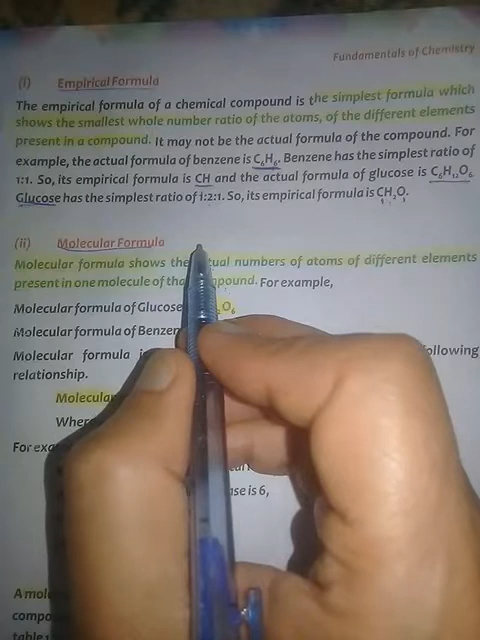 Fundamentals of Chemistry
(i) Empirical Formula
The empirical formula of a chemical compound is the simplest formula which
shows the smallest whole number ratio of the atoms, of the different elements
present in a compound. It may not be the actual formula of the compound. For
example, the actual formula of benzene is C₆H₆. Benzene has the simplest ratio of
1:1. So, its empirical formula is CH and the actual formula of glucose is C₆H₁₂O₆.
Glucose has the simplest ratio of 1:2:1. So, its empirical formula is CH₂O.
(ii) Molecular Formula
Molecular formula shows the actual numbers of atoms of different elements
present in one molecule of that compound. For example,
Molecular formula of Glucose O₆
Molecular formula of Benzen
Molecular formula following
relationship.
Molecular
Wher
For exa
ase is 6,
A mol
compo
table